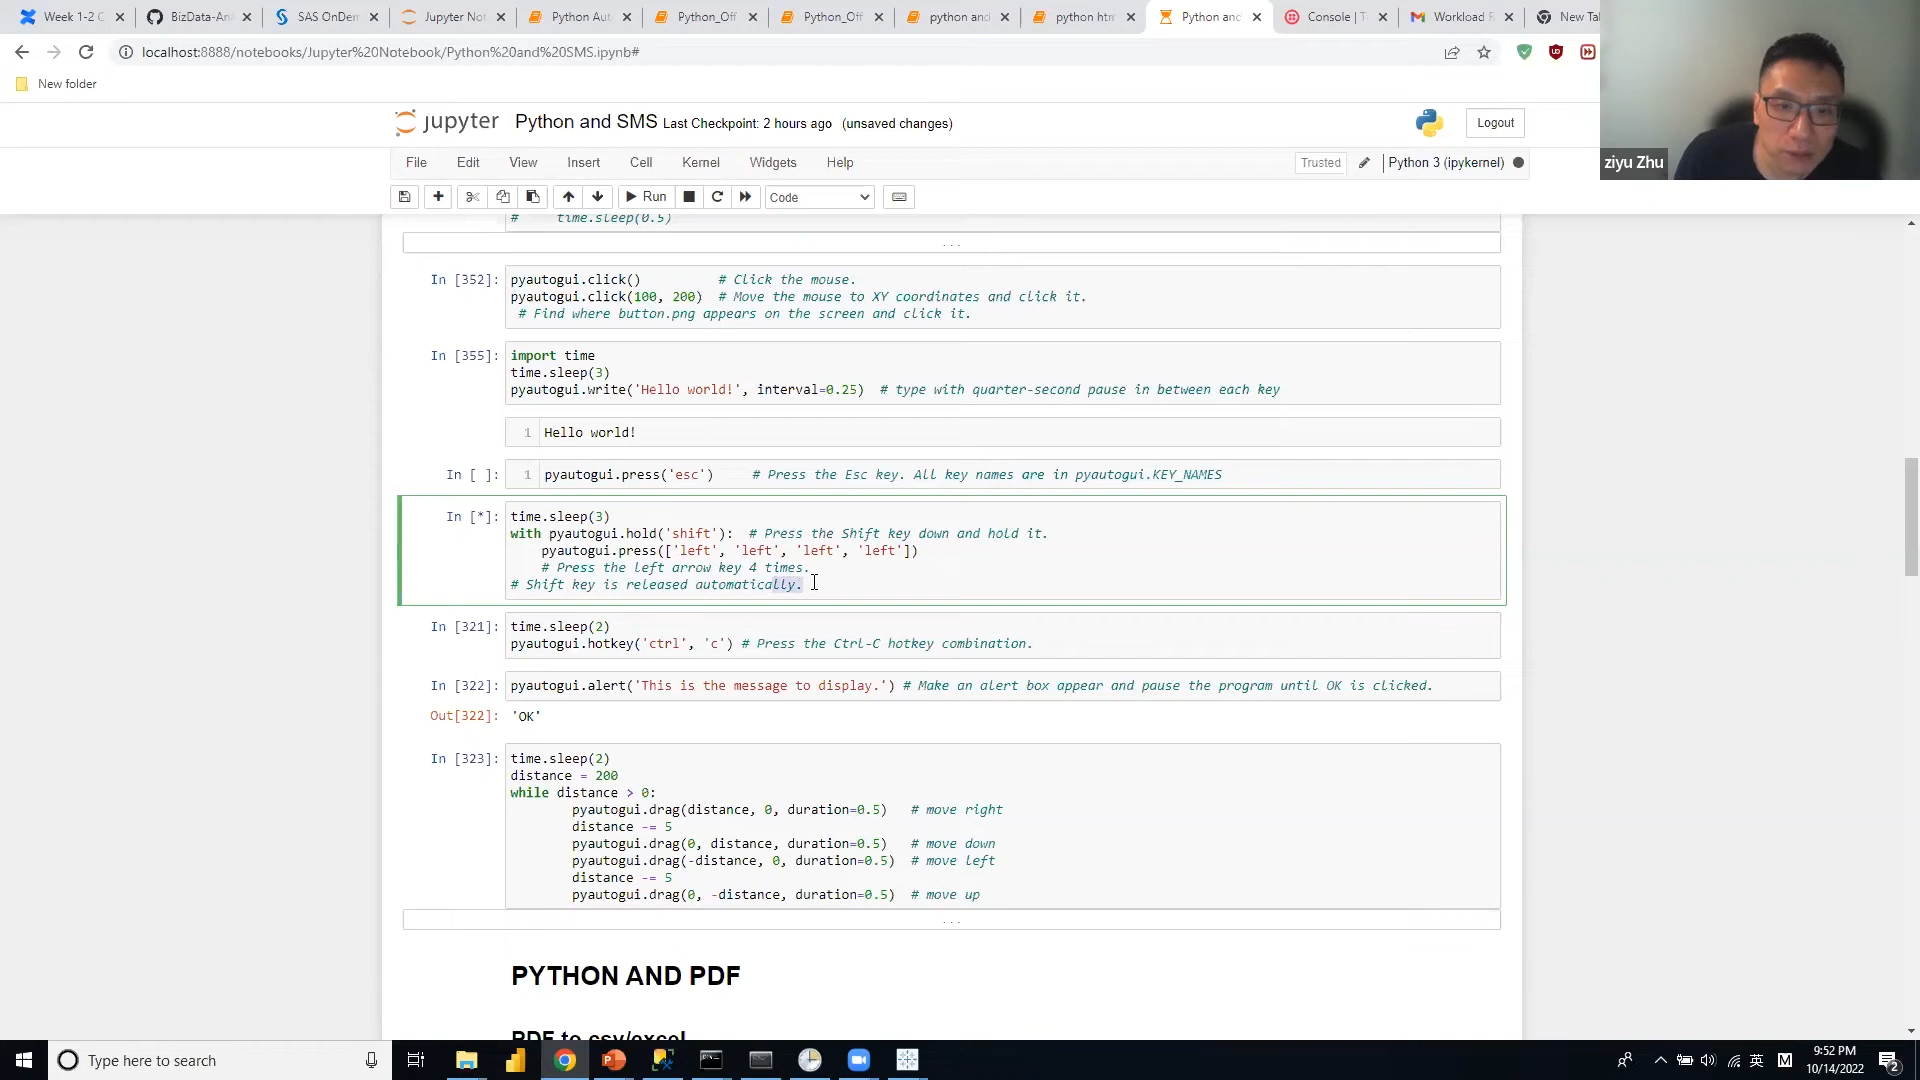 Week 1-2 C
BizData-An
SAS OnDem
Jupyter Not
Python Aut
Python_Off
Python_Off
python and
python htm
Python and
Console | T
Workload R
New Ta
localhost:8888/notebooks/Jupyter%20Notebook/Python%20and%20SMS.ipynb#
New folder
jupyter Python and SMS Last Checkpoint: 2 hours ago (unsaved changes)
Logout
File Edit View Insert Cell Kernel Widgets Help
Trusted
Python 3 (ipykernel)
ziyu Zhu
Run
Code
# time.sleep(0.5)
...
In [352]: pyautogui.click() # Click the mouse.
pyautogui.click(100, 200) # Move the mouse to XY coordinates and click it.
# Find where button.png appears on the screen and click it.
In [355]: import time
time.sleep(3)
pyautogui.write('Hello world!', interval=0.25) # type with quarter-second pause in between each key
1 Hello world!
In [ ]: 1 pyautogui.press('esc') # Press the Esc key. All key names are in pyautogui.KEY_NAMES
In [*]: time.sleep(3)
with pyautogui.hold('shift'): # Press the Shift key down and hold it.
pyautogui.press(['left', 'left', 'left', 'left'])
# Press the left arrow key 4 times.
# Shift key is released automatically.
In [321]: time.sleep(2)
pyautogui.hotkey('ctrl', 'c') # Press the Ctrl-C hotkey combination.
In [322]: pyautogui.alert('This is the message to display.') # Make an alert box appear and pause the program until OK is clicked.
Out[322]: 'OK'
In [323]: time.sleep(2)
distance = 200
while distance > 0:
pyautogui.drag(distance, 0, duration=0.5) # move right
distance -= 5
pyautogui.drag(0, distance, duration=0.5) # move down
pyautogui.drag(-distance, 0, duration=0.5) # move left
distance -= 5
pyautogui.drag(0, -distance, duration=0.5) # move up
...
PYTHON AND PDF
PDF to csv/excel
Type here to search
英
M
9:52 PM
10/14/2022
2